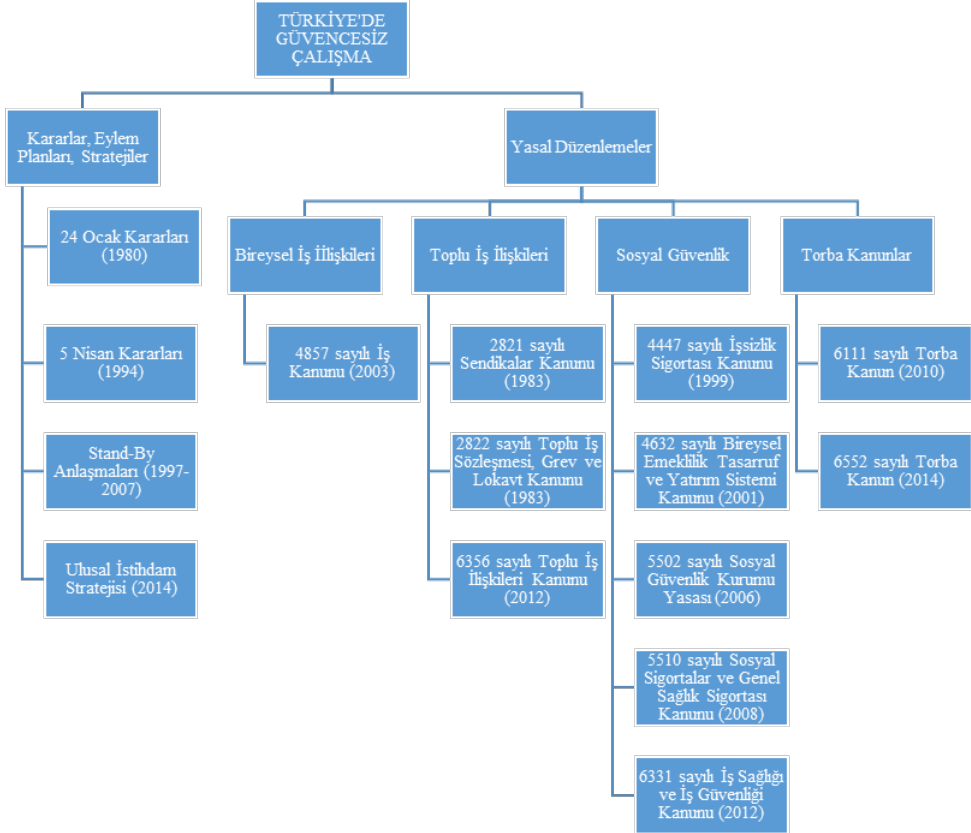 TÜRKİYE'DE
GÜVENCESİZ
ÇALIŞMA
Kararlar, Eylem
Planları, Stratejiler
24 Ocak Kararları
(1980)
5 Nisan Kararları
(1994)
Stand-By
Anlaşmaları (1997-
2007)
Ulusal İstihdam
Stratejisi (2014)
Yasal Düzenlemeler
Bireysel İş İİlişkileri
4857 sayılı İş
Kanunu (2003)
Toplu İş İlişkileri
2821 sayılı
Sendikalar Kanunu
(1983)
2822 sayılı Toplu İş
Sözleşmesi, Grev ve
Lokavt Kanunu
(1983)
6356 sayılı Toplu İş
İlişkileri Kanunu
(2012)
Sosyal Güvenlik
4447 sayılı İşsizlik
Sigortası Kanunu
(1999)
4632 sayılı Bireysel
Emeklilik Tasarruf
ve Yatırım Sistemi
Kanunu (2001)
5502 sayılı Sosyal
Güvenlik Kurumu
Yasası (2006)
5510 sayılı Sosyal
Sigortalar ve Genel
Sağlık Sigortası
Kanunu (2008)
6331 sayılı İş Sağlığı
ve İş Güvenliği
Kanunu (2012)
Torba Kanunlar
6111 sayılı Torba
Kanun (2010)
6552 sayılı Torba
Kanun (2014)